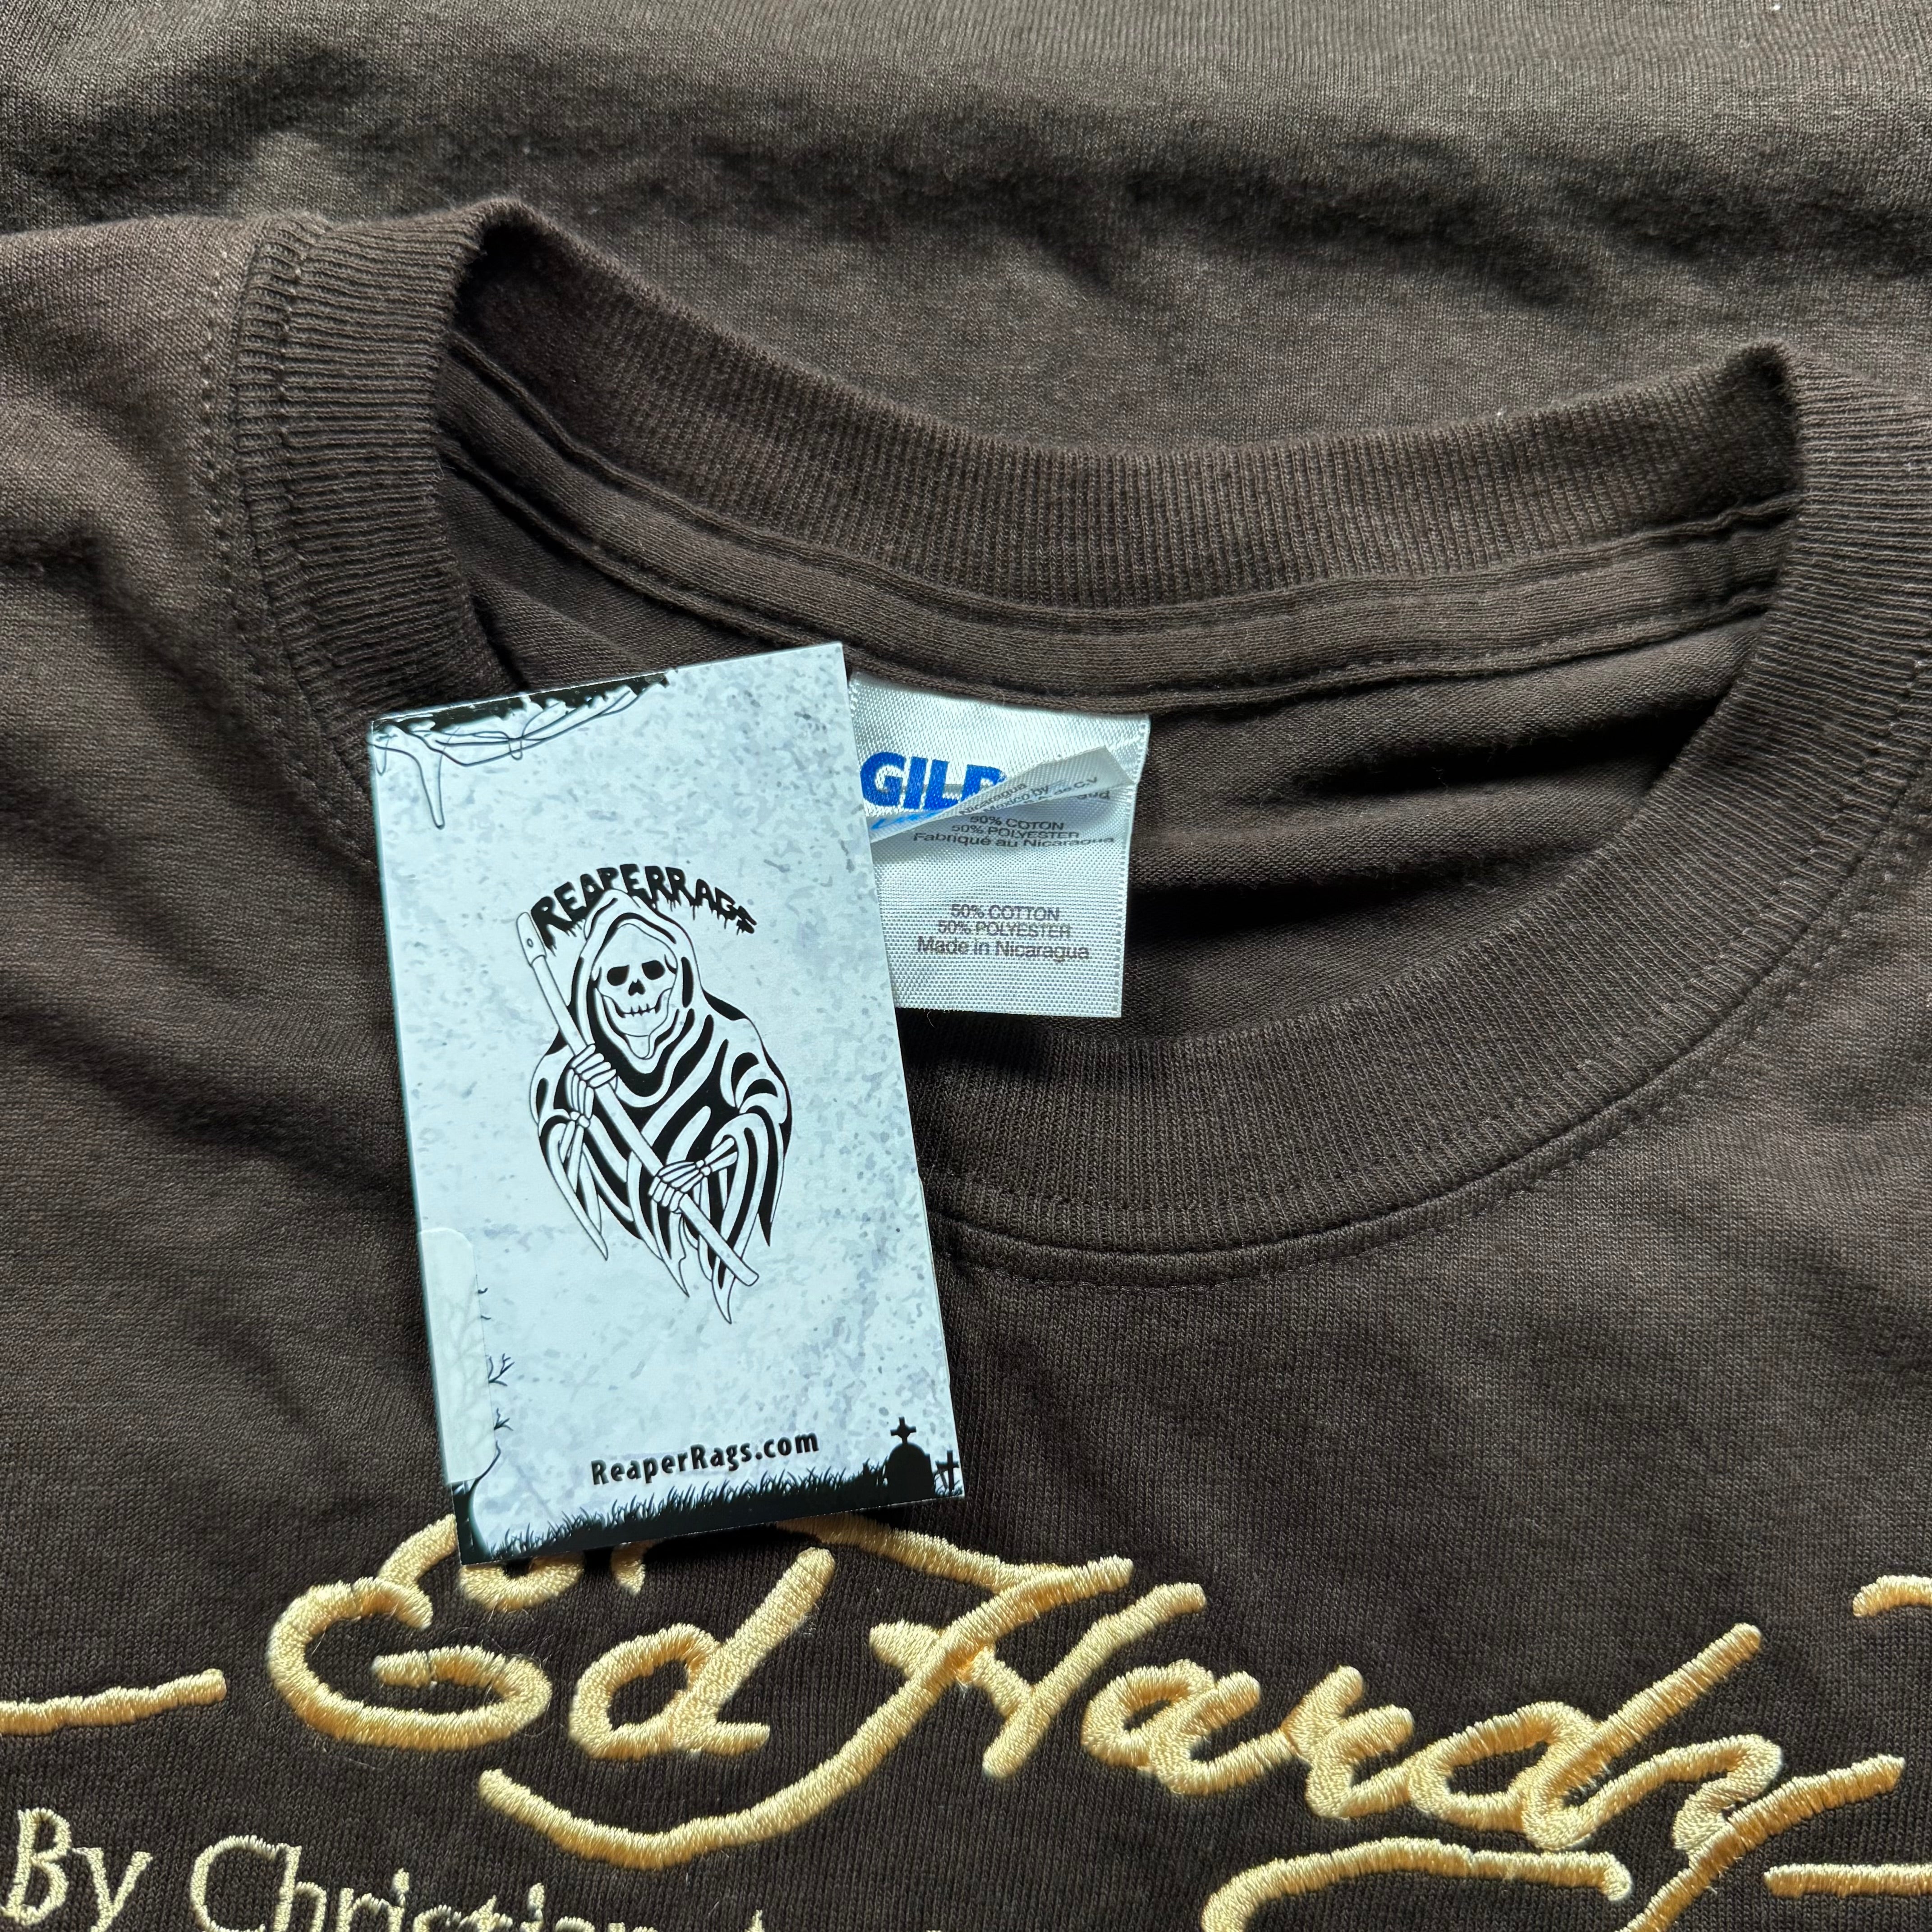 GILD
Nicaragua
50% COTON
50% POLYESTER
Fabriqué au Nicaragua
50% COTTON
50% POLYESTER
Made in Nicaragua
REAPERRAGS
ReaperRags.com
Ed Hardy
By Christian